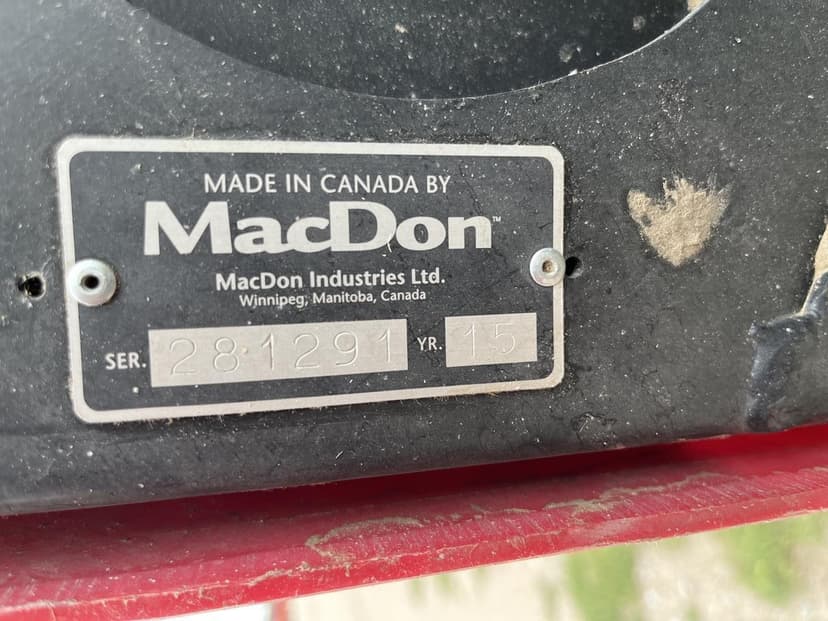 MADE IN CANADA BY
MacDon™
MacDon Industries Ltd.
Winnipeg, Manitoba, Canada
SER. 281291 YR. 15